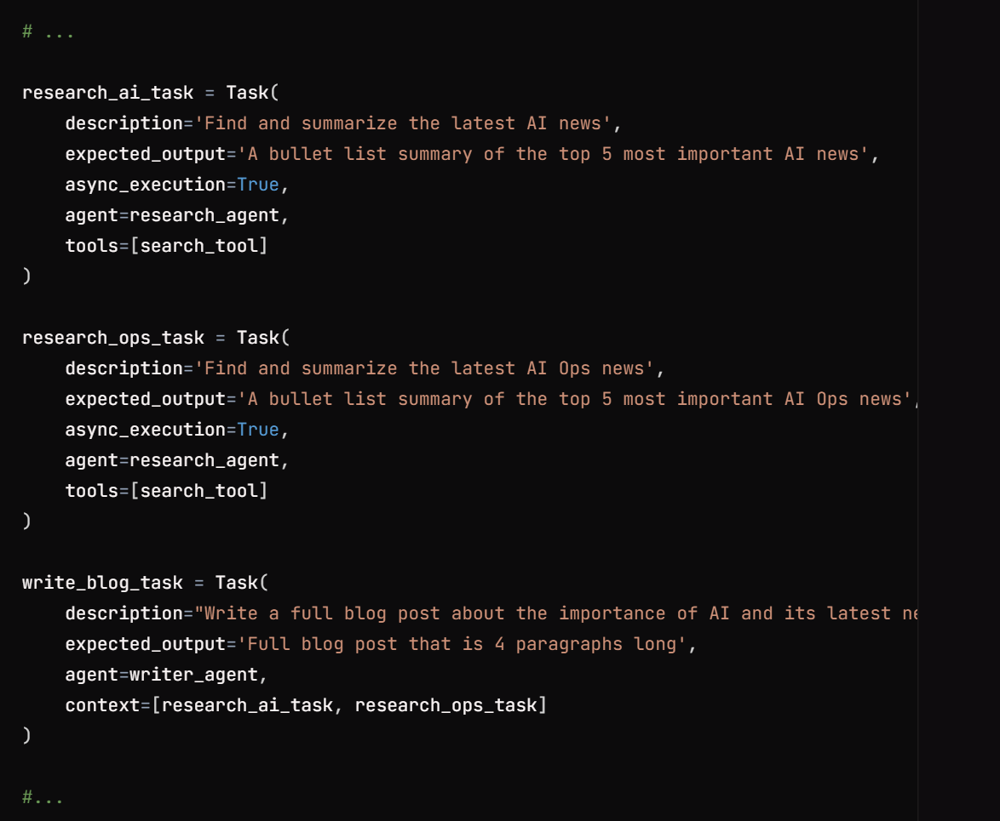 # ...
research_ai_task = Task(
    description='Find and summarize the latest AI news',
    expected_output='A bullet list summary of the top 5 most important AI news',
    async_execution=True,
    agent=research_agent,
    tools=[search_tool]
)
research_ops_task = Task(
    description='Find and summarize the latest AI Ops news',
    expected_output='A bullet list summary of the top 5 most important AI Ops news',
    async_execution=True,
    agent=research_agent,
    tools=[search_tool]
)
write_blog_task = Task(
    description="Write a full blog post about the importance of AI and its latest
    expected_output='Full blog post that is 4 paragraphs long',
    agent=writer_agent,
    context=[research_ai_task, research_ops_task]
)
#...